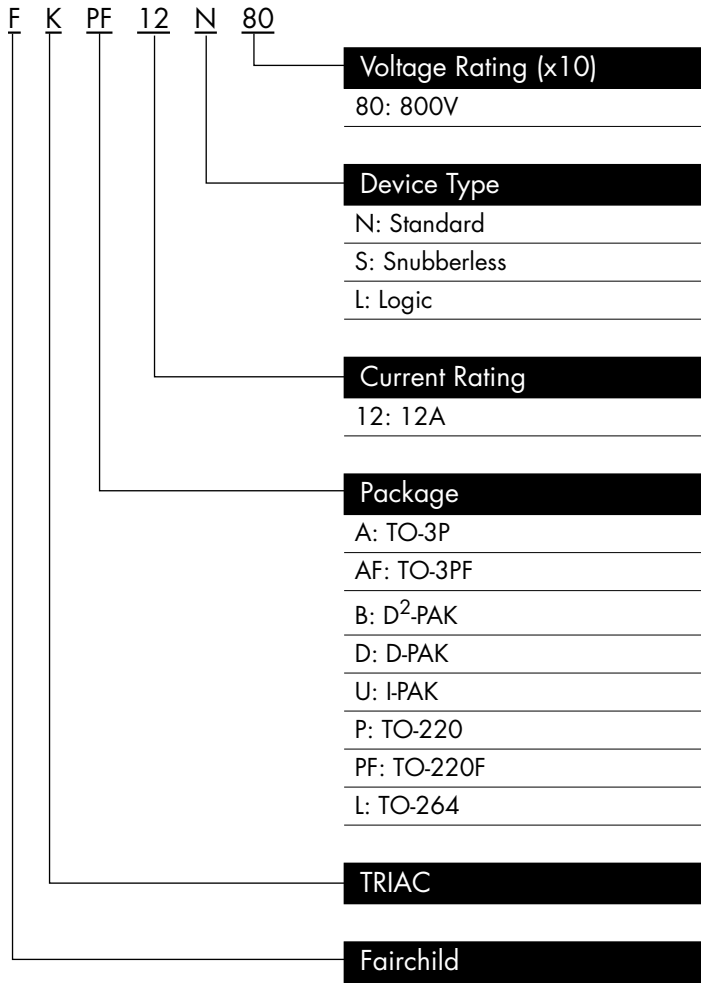 F K PF 12 N 80
Voltage Rating (x10)
80: 800V
Device Type
N: Standard
S: Snubberless
L: Logic
Current Rating
12: 12A
Package
A: TO-3P
AF: TO-3PF
B: D²-PAK
D: D-PAK
U: I-PAK
P: TO-220
PF: TO-220F
L: TO-264
TRIAC
Fairchild